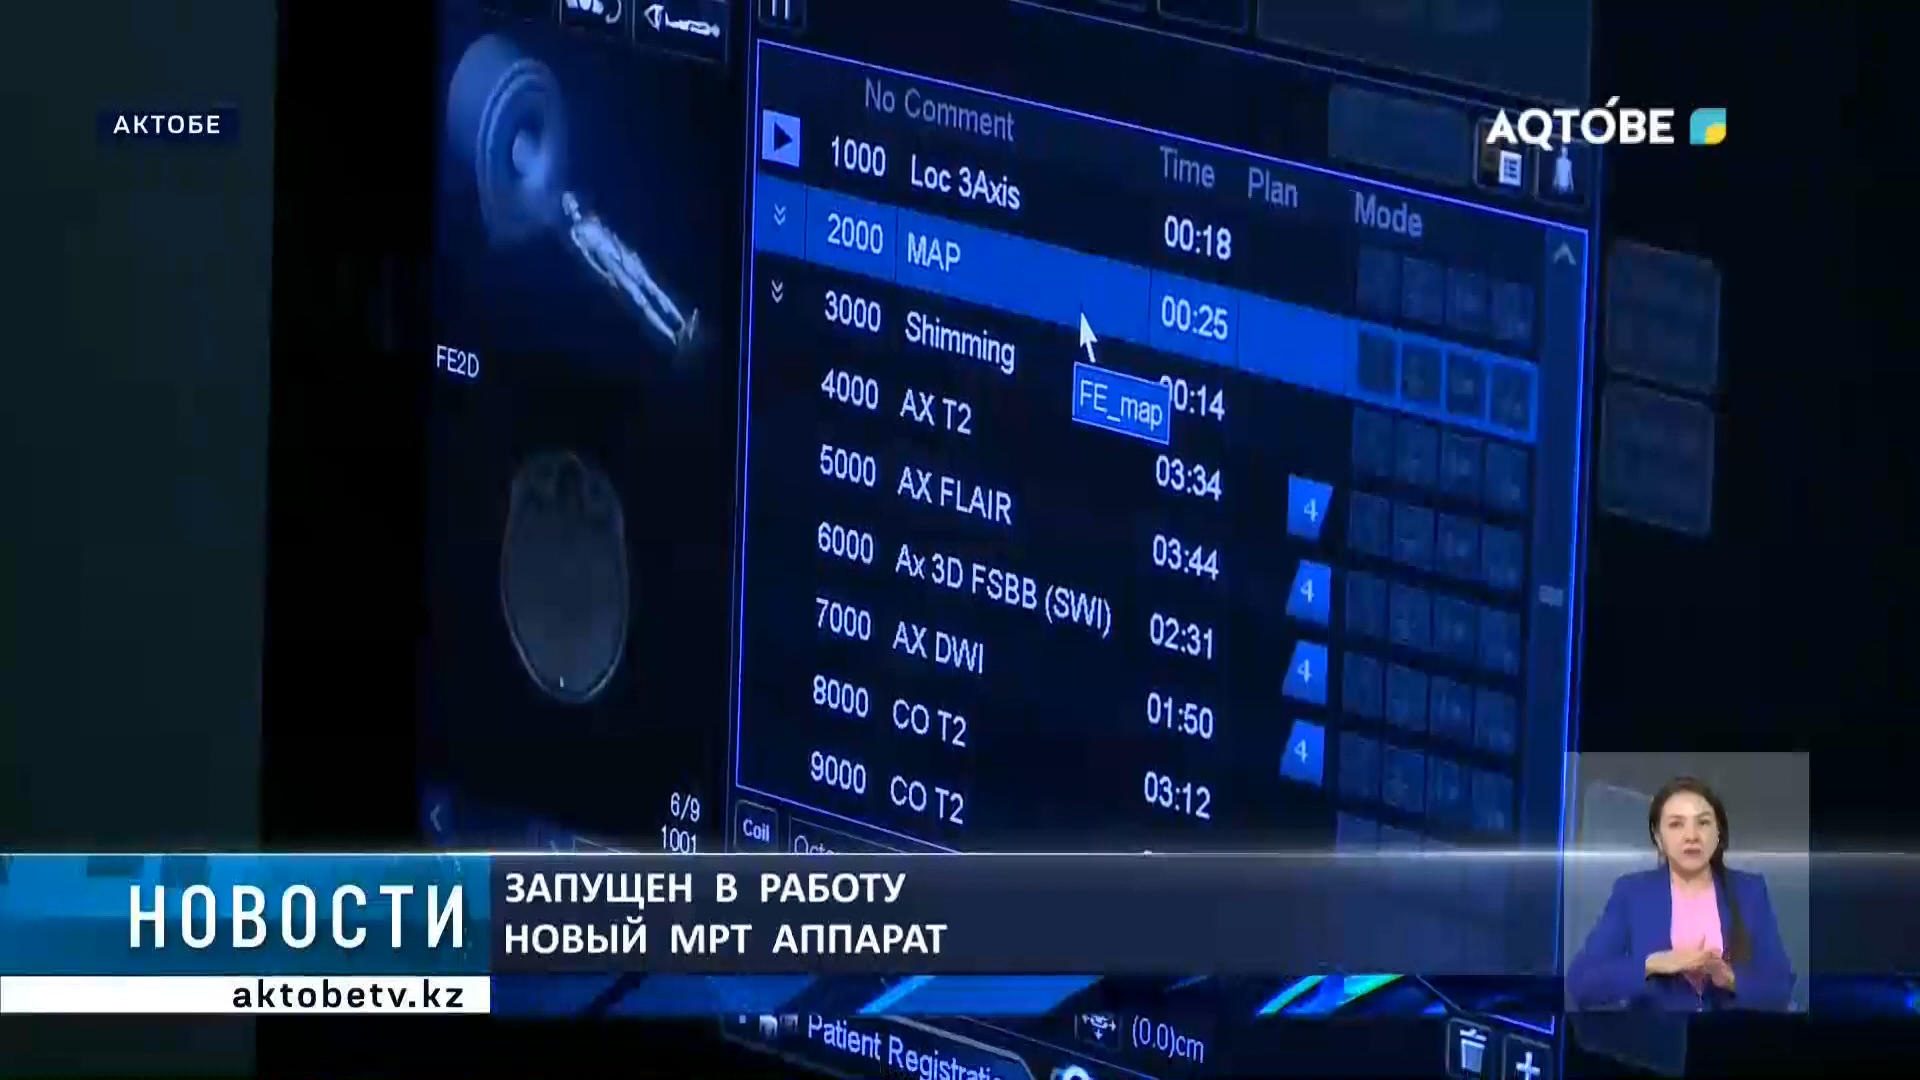 АКТОБЕ
AQTÓBE
No Comment
Time Plan Mode
1000 Loc 3Axis 00:18
2000 MAP 00:25
3000 Shimming 00:14
FE_map
4000 AX T2 03:34
5000 AX FLAIR 03:44
6000 Ax 3D FSBB (SWI) 02:31
7000 AX DWI 01:50
8000 CO T2 03:12
9000 CO T2
4
4
4
4
FE2D
6/9
1001
Coil
НОВОСТИ
ЗАПУЩЕН В РАБОТУ
НОВЫЙ МРТ АППАРАТ
aktobetv.kz
Patient
(0.0)cm